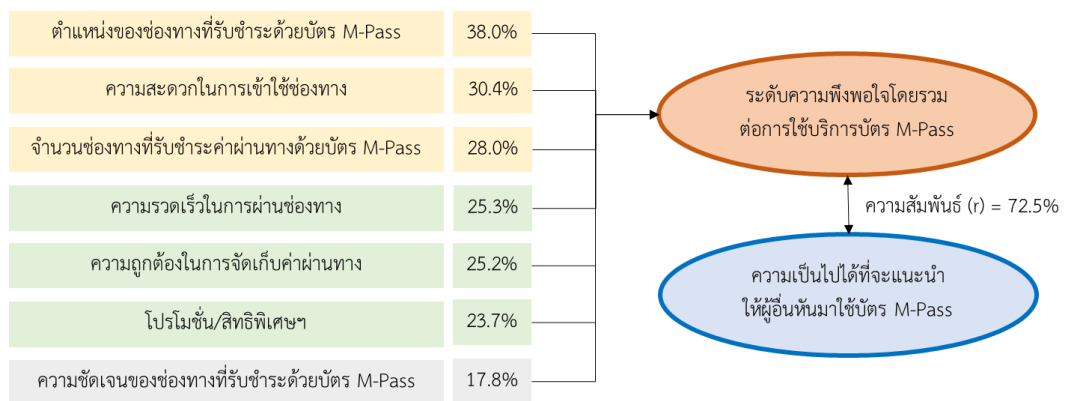 ตำแหน่งของช่องทางที่รับชำระด้วยบัตร M-Pass 38.0%
ความสะดวกในการเข้าใช้ช่องทาง 30.4%
จำนวนช่องทางที่รับชำระค่าผ่านทางด้วยบัตร M-Pass 28.0%
ความรวดเร็วในการผ่านช่องทาง 25.3%
ความถูกต้องในการจัดเก็บค่าผ่านทาง 25.2%
โปรโมชั่น/สิทธิพิเศษฯ 23.7%
ความชัดเจนของช่องทางที่รับชำระด้วยบัตร M-Pass 17.8%
ระดับความพึงพอใจโดยรวม
ต่อการใช้บริการบัตร M-Pass
ความสัมพันธ์ (r) = 72.5%
ความเป็นไปได้ที่จะแนะนำ
ให้ผู้อื่นหันมาใช้บัตร M-Pass